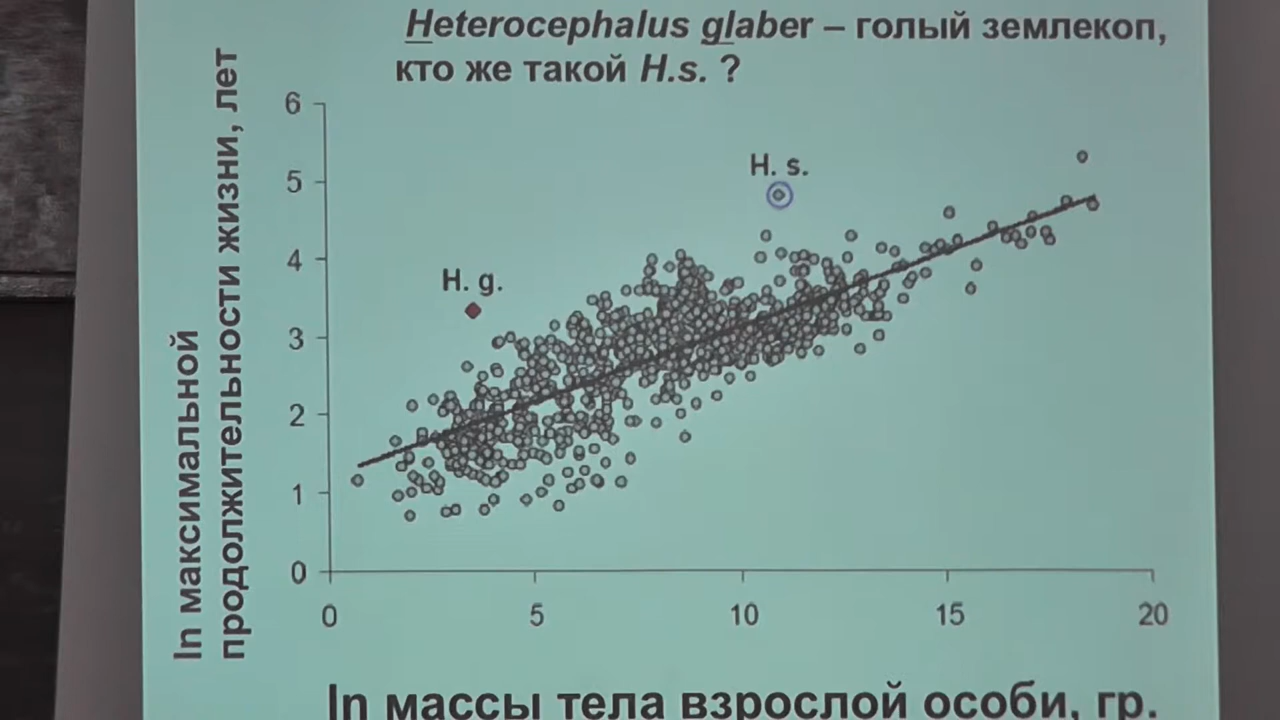 Heterocephalus glaber – голый землекоп,
кто же такой H.s. ?
ln максимальной
продолжительности жизни, лет
6
5
4
3
2
1
0
H. s.
H. g.
0 5 10 15 20
ln массы тела взрослой особи, гр.